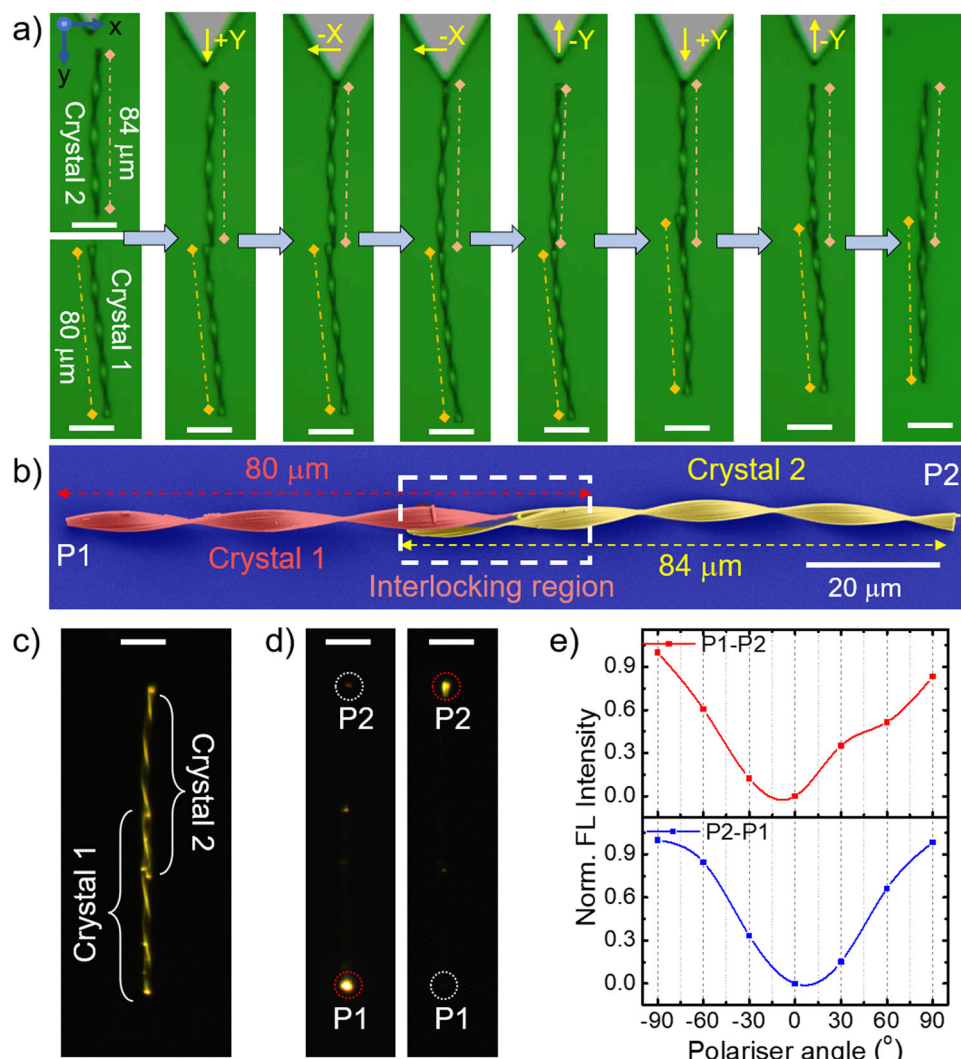 a)
x
y
Crystal 2
84 μm
Crystal 1
80 μm
+Y
-X
-X
-Y
+Y
-Y
b)
80 μm
Crystal 2
P2
P1
Crystal 1
84 μm
Interlocking region
20 μm
c)
Crystal 2
Crystal 1
d)
P2
P1
P2
P1
e)
Norm. FL Intensity
P1-P2
0.9
0.6
0.3
0.0
P2-P1
0.9
0.6
0.3
0.0
-90 -60 -30 0 30 60 90
Polariser angle (°)